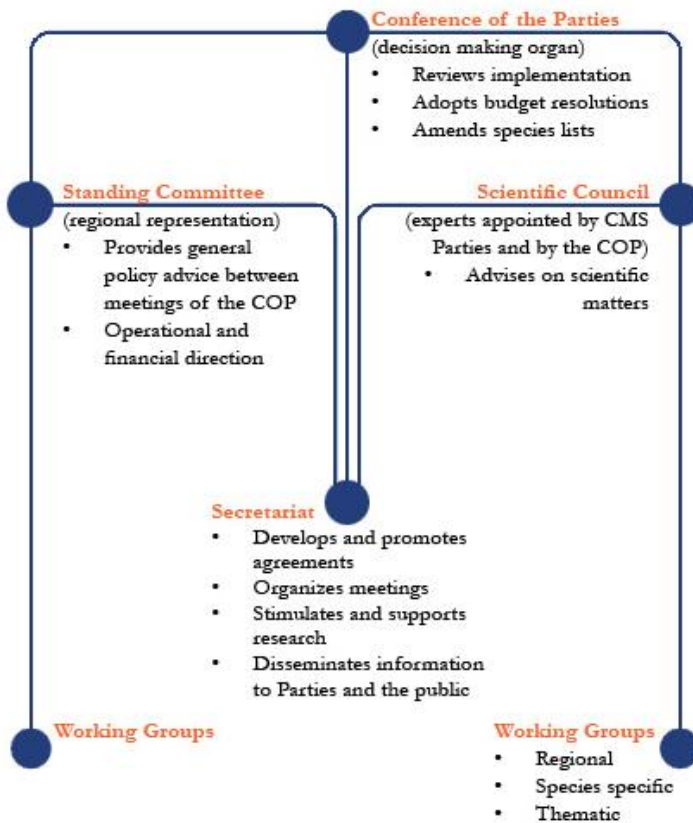 Conference of the Parties
(decision making organ)
• Reviews implementation
• Adopts budget resolutions
• Amends species lists
Standing Committee
(regional representation)
• Provides general
policy advice between
meetings of the COP
• Operational and
financial direction
Scientific Council
(experts appointed by CMS
Parties and by the COP)
• Advises on scientific
matters
Secretariat
• Develops and promotes
agreements
• Organizes meetings
• Stimulates and supports
research
• Disseminates information
to Parties and the public
Working Groups
Working Groups
• Regional
• Species specific
• Thematic